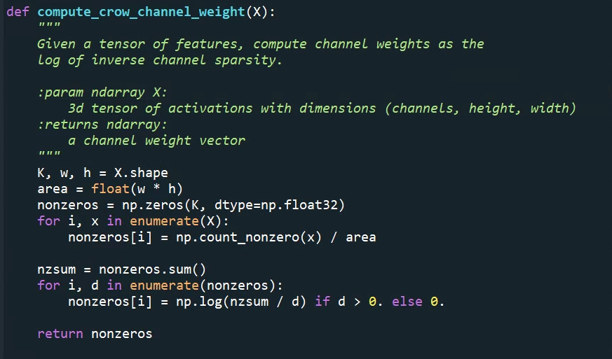 def compute_crow_channel_weight(X):
    """
    Given a tensor of features, compute channel weights as the
    log of inverse channel sparsity.

    :param ndarray X:
        3d tensor of activations with dimensions (channels, height, width)
    :returns ndarray:
        a channel weight vector
    """
    K, w, h = X.shape
    area = float(w * h)
    nonzeros = np.zeros(K, dtype=np.float32)
    for i, x in enumerate(X):
        nonzeros[i] = np.count_nonzero(x) / area

    nzsum = nonzeros.sum()
    for i, d in enumerate(nonzeros):
        nonzeros[i] = np.log(nzsum / d) if d > 0. else 0.

    return nonzeros